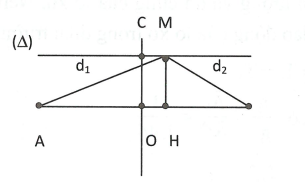 C M
(Δ)
d₁ d₂
A O H